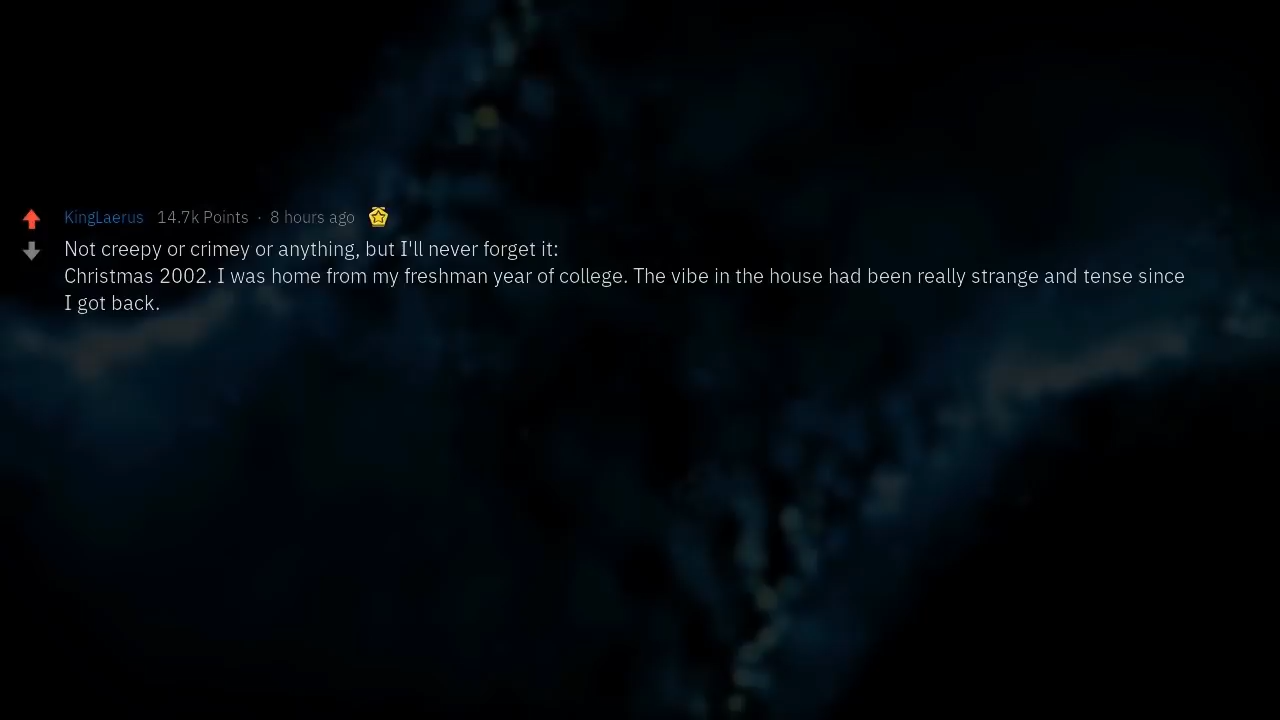 KingLaerus 14.7k Points · 8 hours ago
Not creepy or crimey or anything, but I'll never forget it:
Christmas 2002. I was home from my freshman year of college. The vibe in the house had been really strange and tense since
I got back.